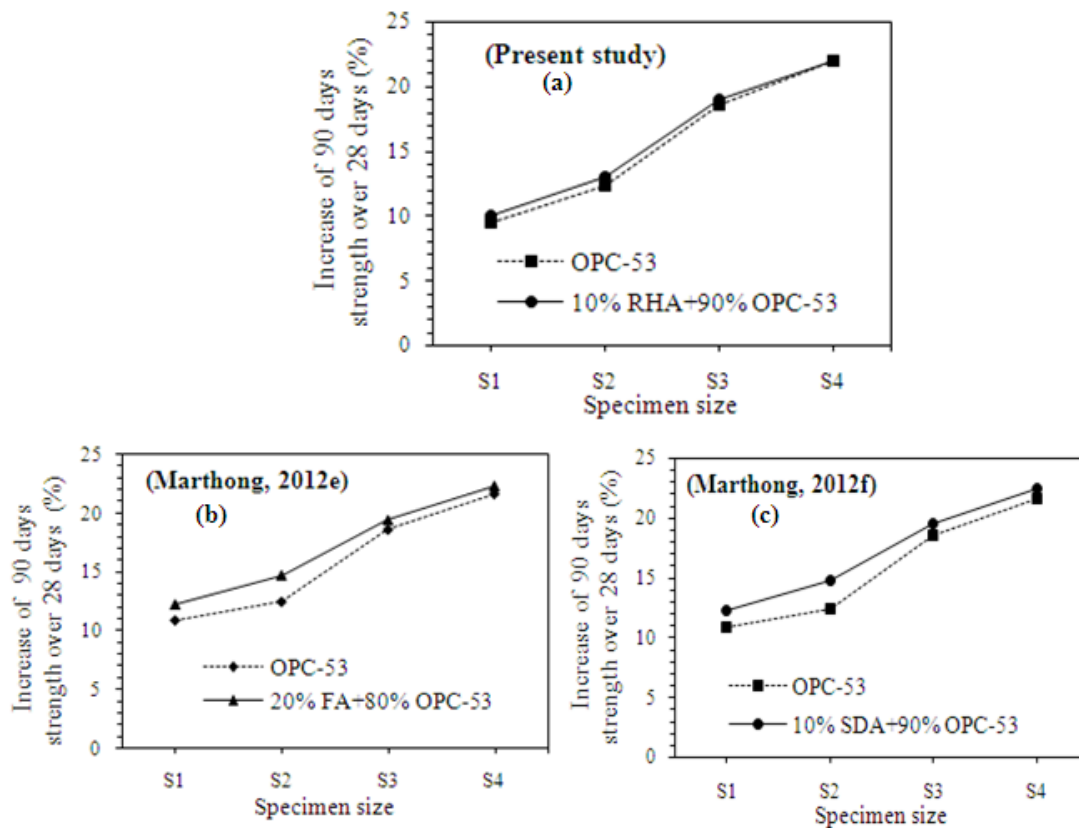 (Present study)
(a)
Increase of 90 days
strength over 28 days (%)
25
20
15
10
5
0
OPC-53
10% RHA+90% OPC-53
S1 S2 S3 S4
Specimen size
(Marthong, 2012e)
(b)
Increase of 90 days
strength over 28 days (%)
25
20
15
10
5
0
OPC-53
20% FA+80% OPC-53
S1 S2 S3 S4
Specimen size
(Marthong, 2012f)
(c)
Increase of 90 days
strength over 28 days (%)
25
20
15
10
5
0
OPC-53
10% SDA+90% OPC-53
S1 S2 S3 S4
Specimen size